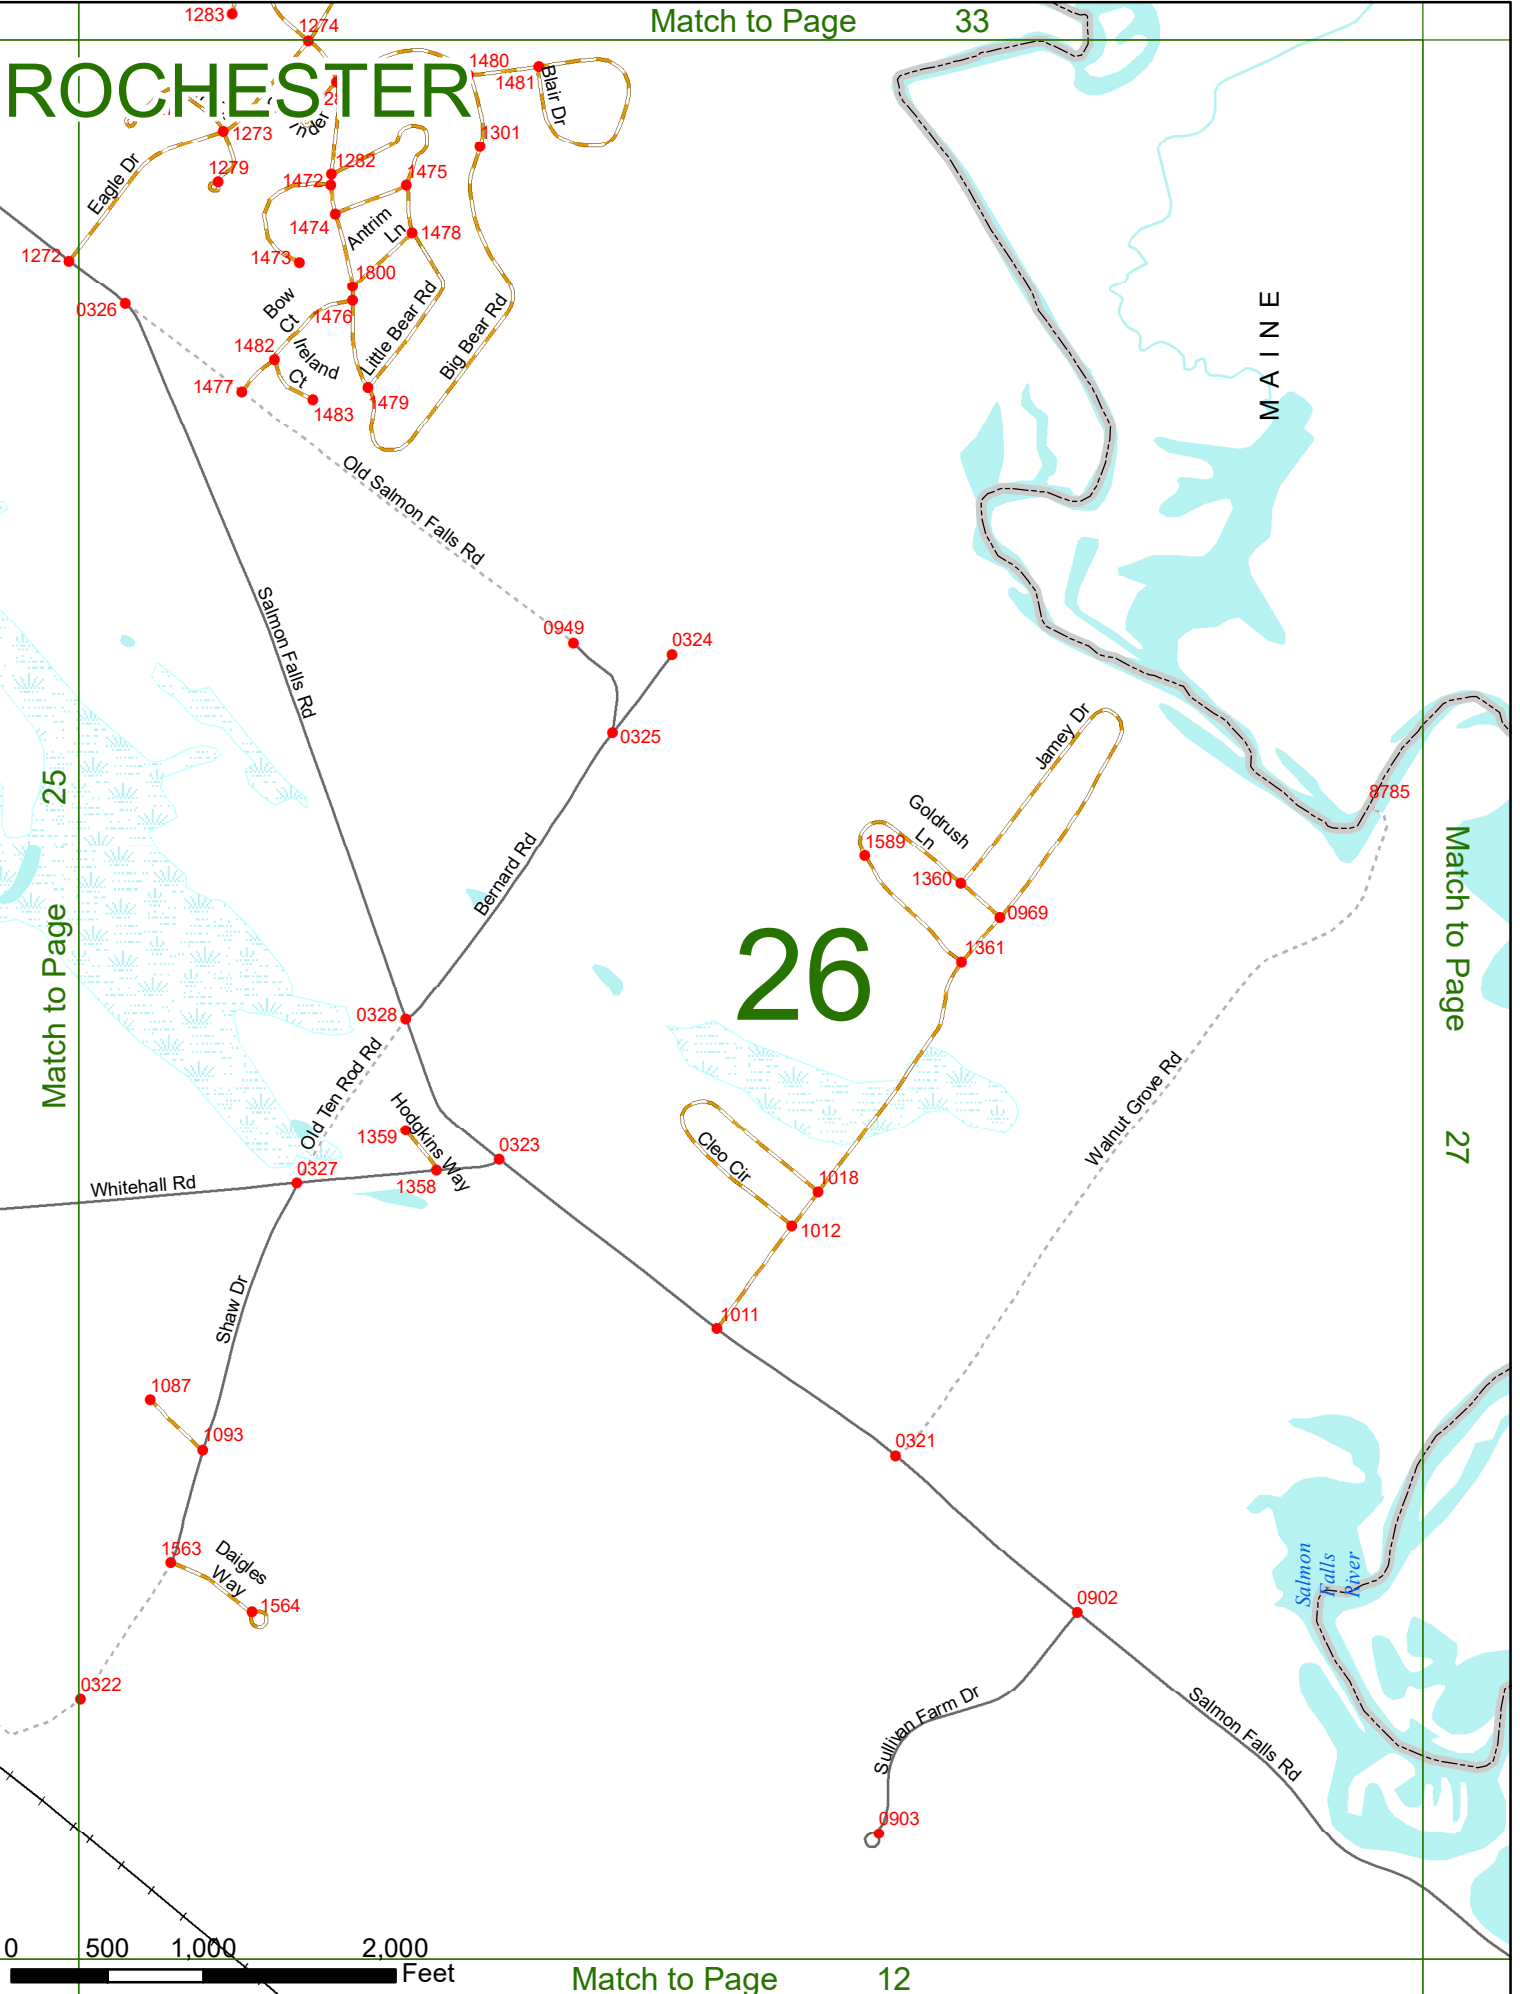 Match to Page 33
1283
1274
ROCHESTER
1480
1481
Blair Dr
1273
1301
1279
Eagle Dr
1282
1472
1475
1474
Antrim
Ln
1478
1272
1473
1800
0326
Bow
Ct
1476
Little Bear Rd
Big Bear Rd
MAINE
1482
Ireland
Ct
1477
1479
1483
Old Salmon Falls Rd
Salmon Falls Rd
0949
0324
0325
Jamey Dr
8785
Match to Page 25
Goldrush
Ln
1589
1360
0969
1361
Bernard Rd
26
Match to Page 27
0328
Old Ten Rod Rd
Hodgkins Way
1359
0323
0327
1358
Whitehall Rd
Cleo Cir
1018
1012
Walnut Grove Rd
Shaw Dr
1011
1087
1093
0321
1563
Daigles
Way
1564
Salmon
Falls
River
0902
0322
Sullivan Farm Dr
Salmon Falls Rd
0903
0 500 1,000 2,000
Feet
Match to Page 12